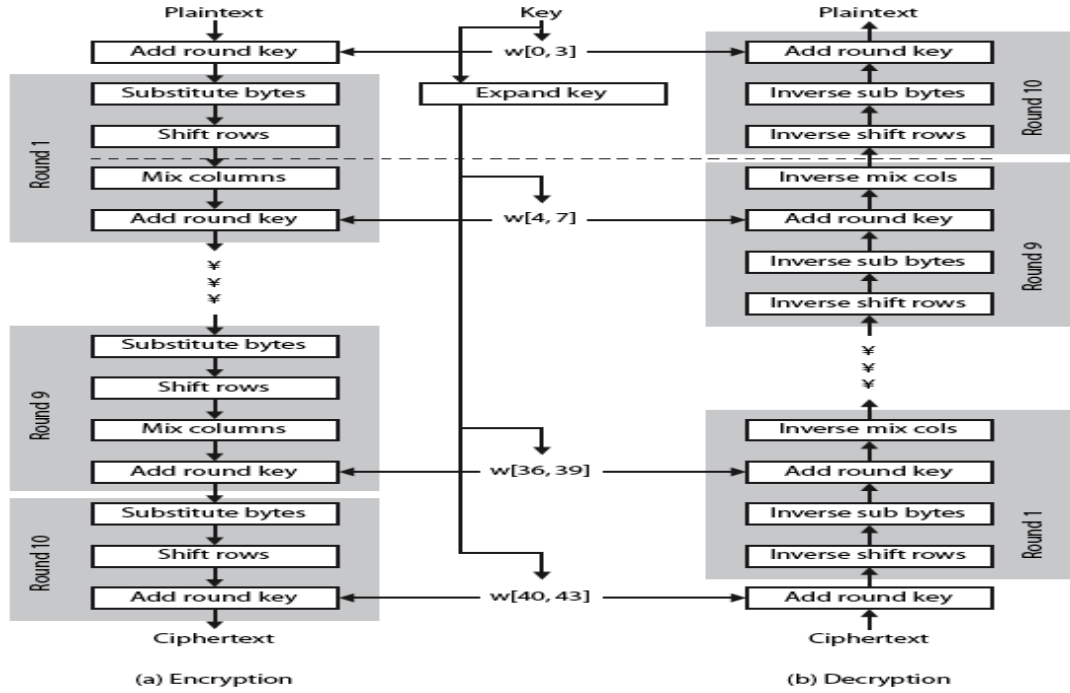 Plaintext
Add round key
Round 1
Substitute bytes
Shift rows
Mix columns
Add round key
¥
¥
¥
Round 9
Substitute bytes
Shift rows
Mix columns
Add round key
Round 10
Substitute bytes
Shift rows
Add round key
Ciphertext
(a) Encryption
Key
w[0, 3]
Expand key
w[4, 7]
w[36, 39]
w[40, 43]
Plaintext
Add round key
Inverse sub bytes
Inverse shift rows
Round 10
Inverse mix cols
Add round key
Inverse sub bytes
Inverse shift rows
Round 9
¥
¥
¥
Inverse mix cols
Add round key
Inverse sub bytes
Inverse shift rows
Round 1
Add round key
Ciphertext
(b) Decryption